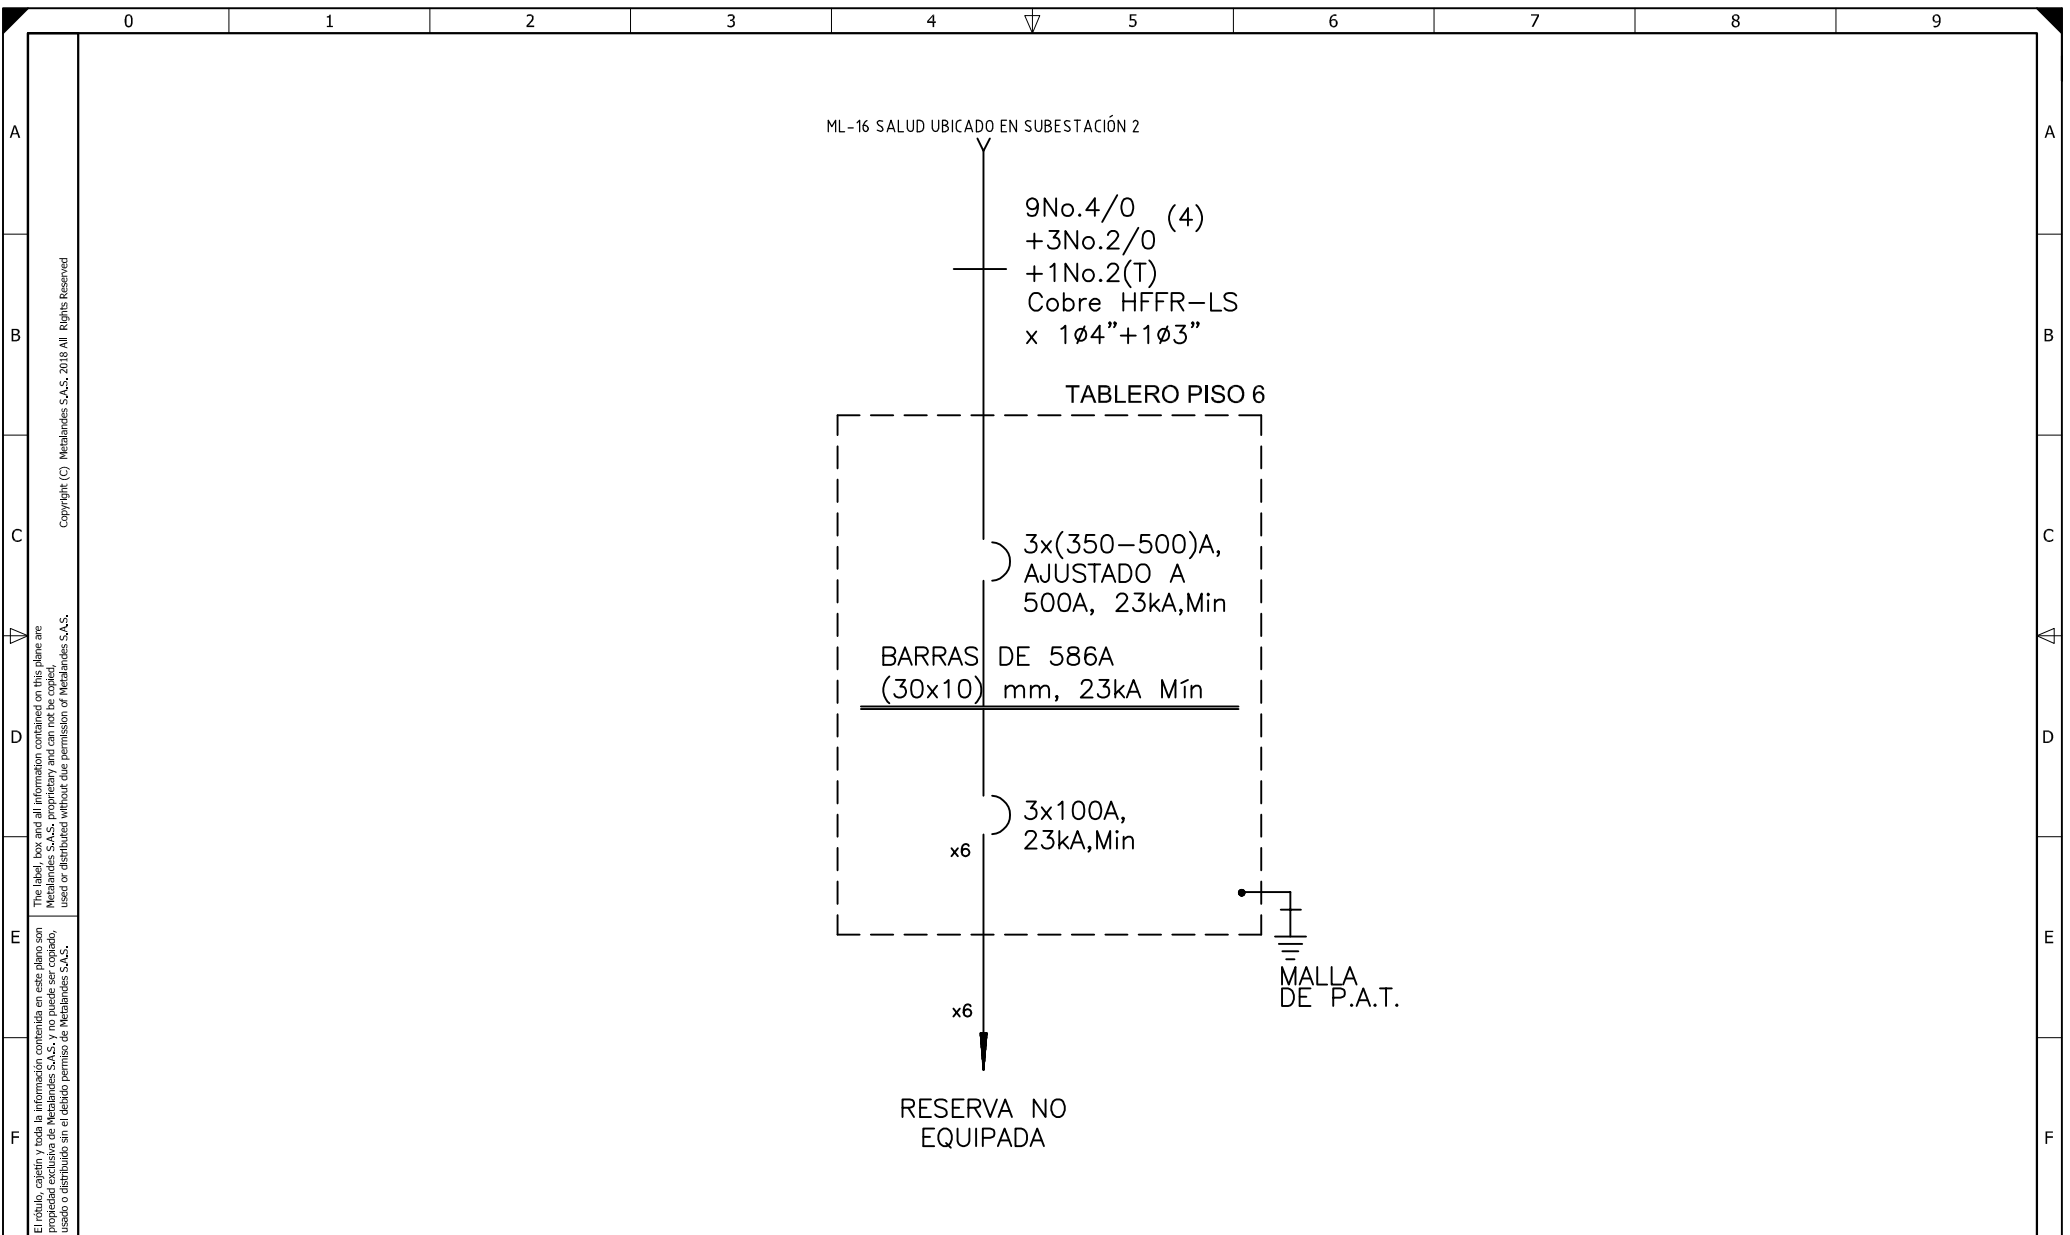 0 1 2 3 4 5 6 7 8 9
A A
ML-16 SALUD UBICADO EN SUBESTACIÓN 2
9No.4/0 (4)
+3No.2/0
+1No.2(T)
Cobre HFFR-LS
x 1ø4"+1ø3"
B B
TABLERO PISO 6
C C
3x(350-500)A,
AJUSTADO A
500A, 23kA,Min
BARRAS DE 586A
(30x10) mm, 23kA Mín
D D
3x100A,
23kA,Min
x6
E E
MALLA
DE P.A.T.
x6
RESERVA NO
EQUIPADA
F F
Copyright (C) Metalandes S.A.S. 2018 All Rights Reserved
The label, box and all information contained on this plane are
Metalandes S.A.S. proprietary and can not be copied,
used or distributed without due permission of Metalandes S.A.S.
El rótulo, cajetín y toda la información contenida en este plano son
propiedad exclusiva de Metalandes S.A.S. y no puede ser copiado,
usado o distribuido sin el debido permiso de Metalandes S.A.S.